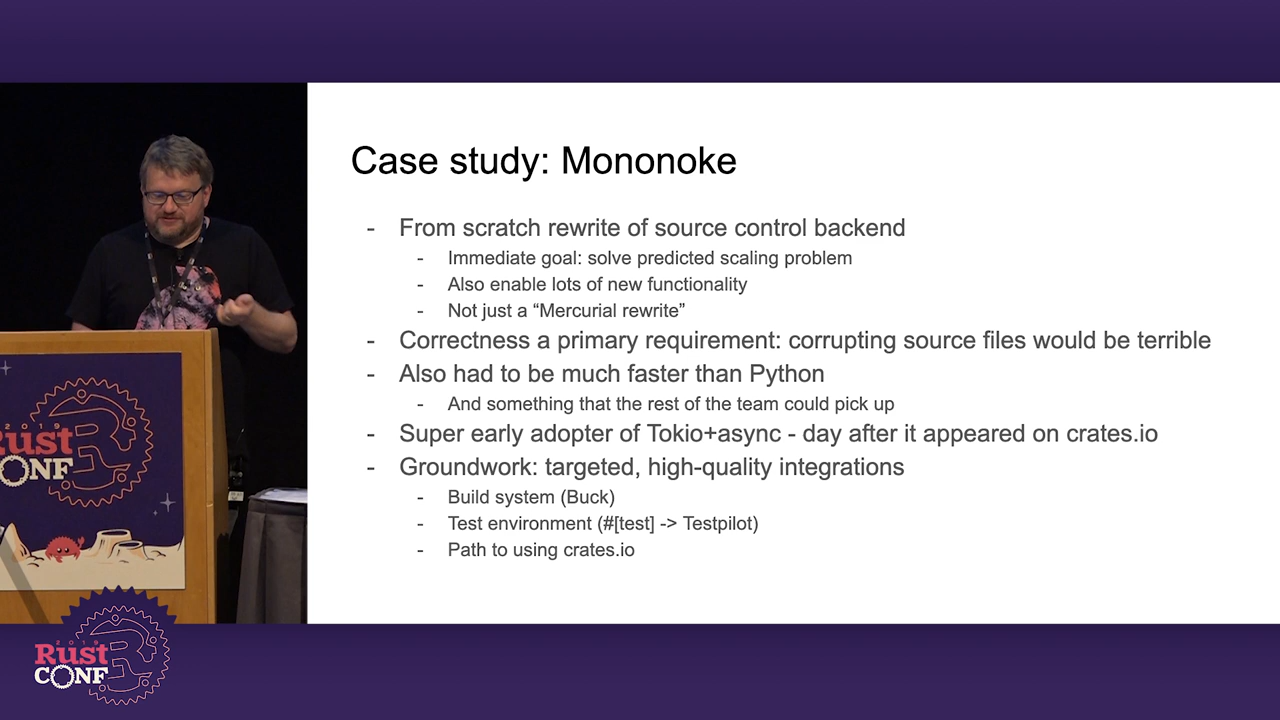 Case study: Mononoke
- From scratch rewrite of source control backend
- Immediate goal: solve predicted scaling problem
- Also enable lots of new functionality
- Not just a “Mercurial rewrite”
- Correctness a primary requirement: corrupting source files would be terrible
- Also had to be much faster than Python
- And something that the rest of the team could pick up
- Super early adopter of Tokio+async - day after it appeared on crates.io
- Groundwork: targeted, high-quality integrations
- Build system (Buck)
- Test environment (#[test] -> Testpilot)
- Path to using crates.io
2019
Rust
CONF
2019
Rust
CONF